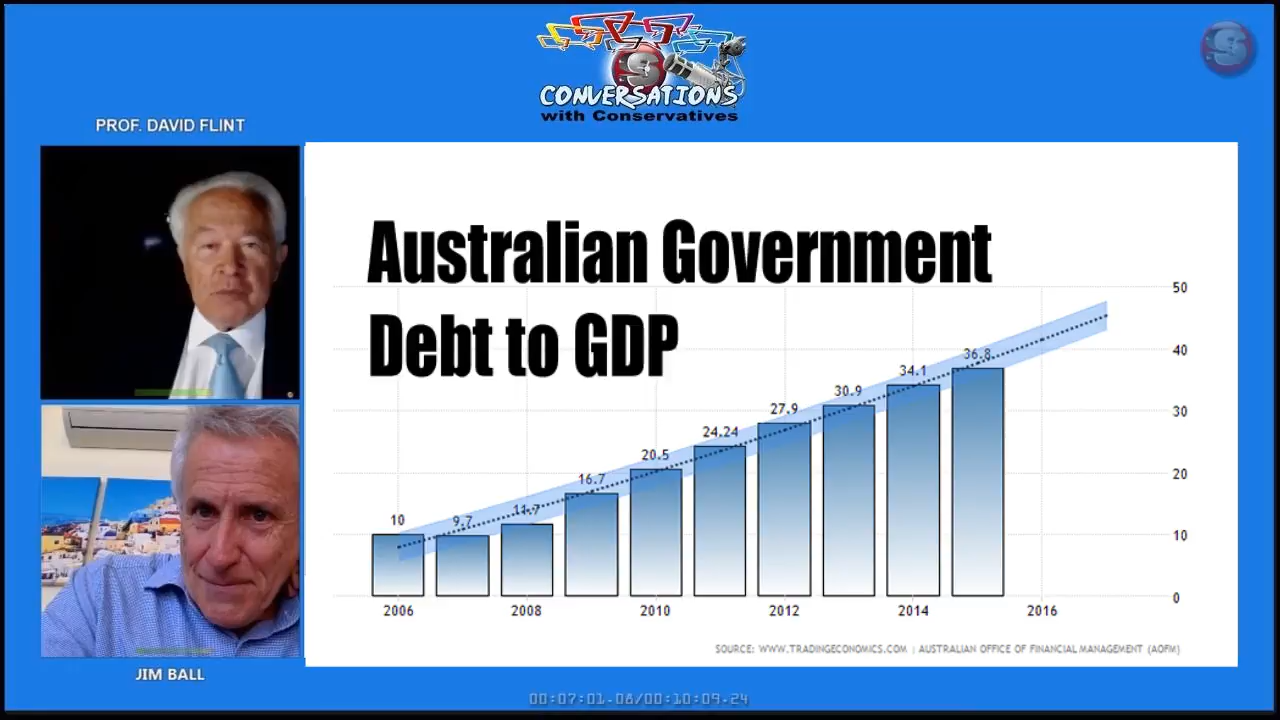 CONVERSATIONS
with Conservatives
S
S
PROF. DAVID FLINT
JIM BALL
Australian Government
Debt to GDP
50
40
30
20
10
0
10
9.7
11.7
16.7
20.5
24.24
27.9
30.9
34.1
36.8
2006
2008
2010
2012
2014
2016
SOURCE: WWW.TRADINGECONOMICS.COM | AUSTRALIAN OFFICE OF FINANCIAL MANAGEMENT (AOFM)
00:07:01.08/00:10:09.24